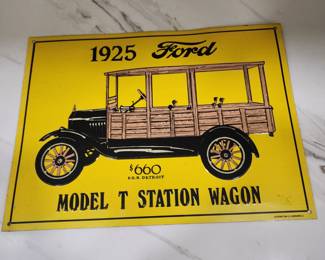 1925 Ford
$660
F.O.B. DETROIT
MODEL T STATION WAGON